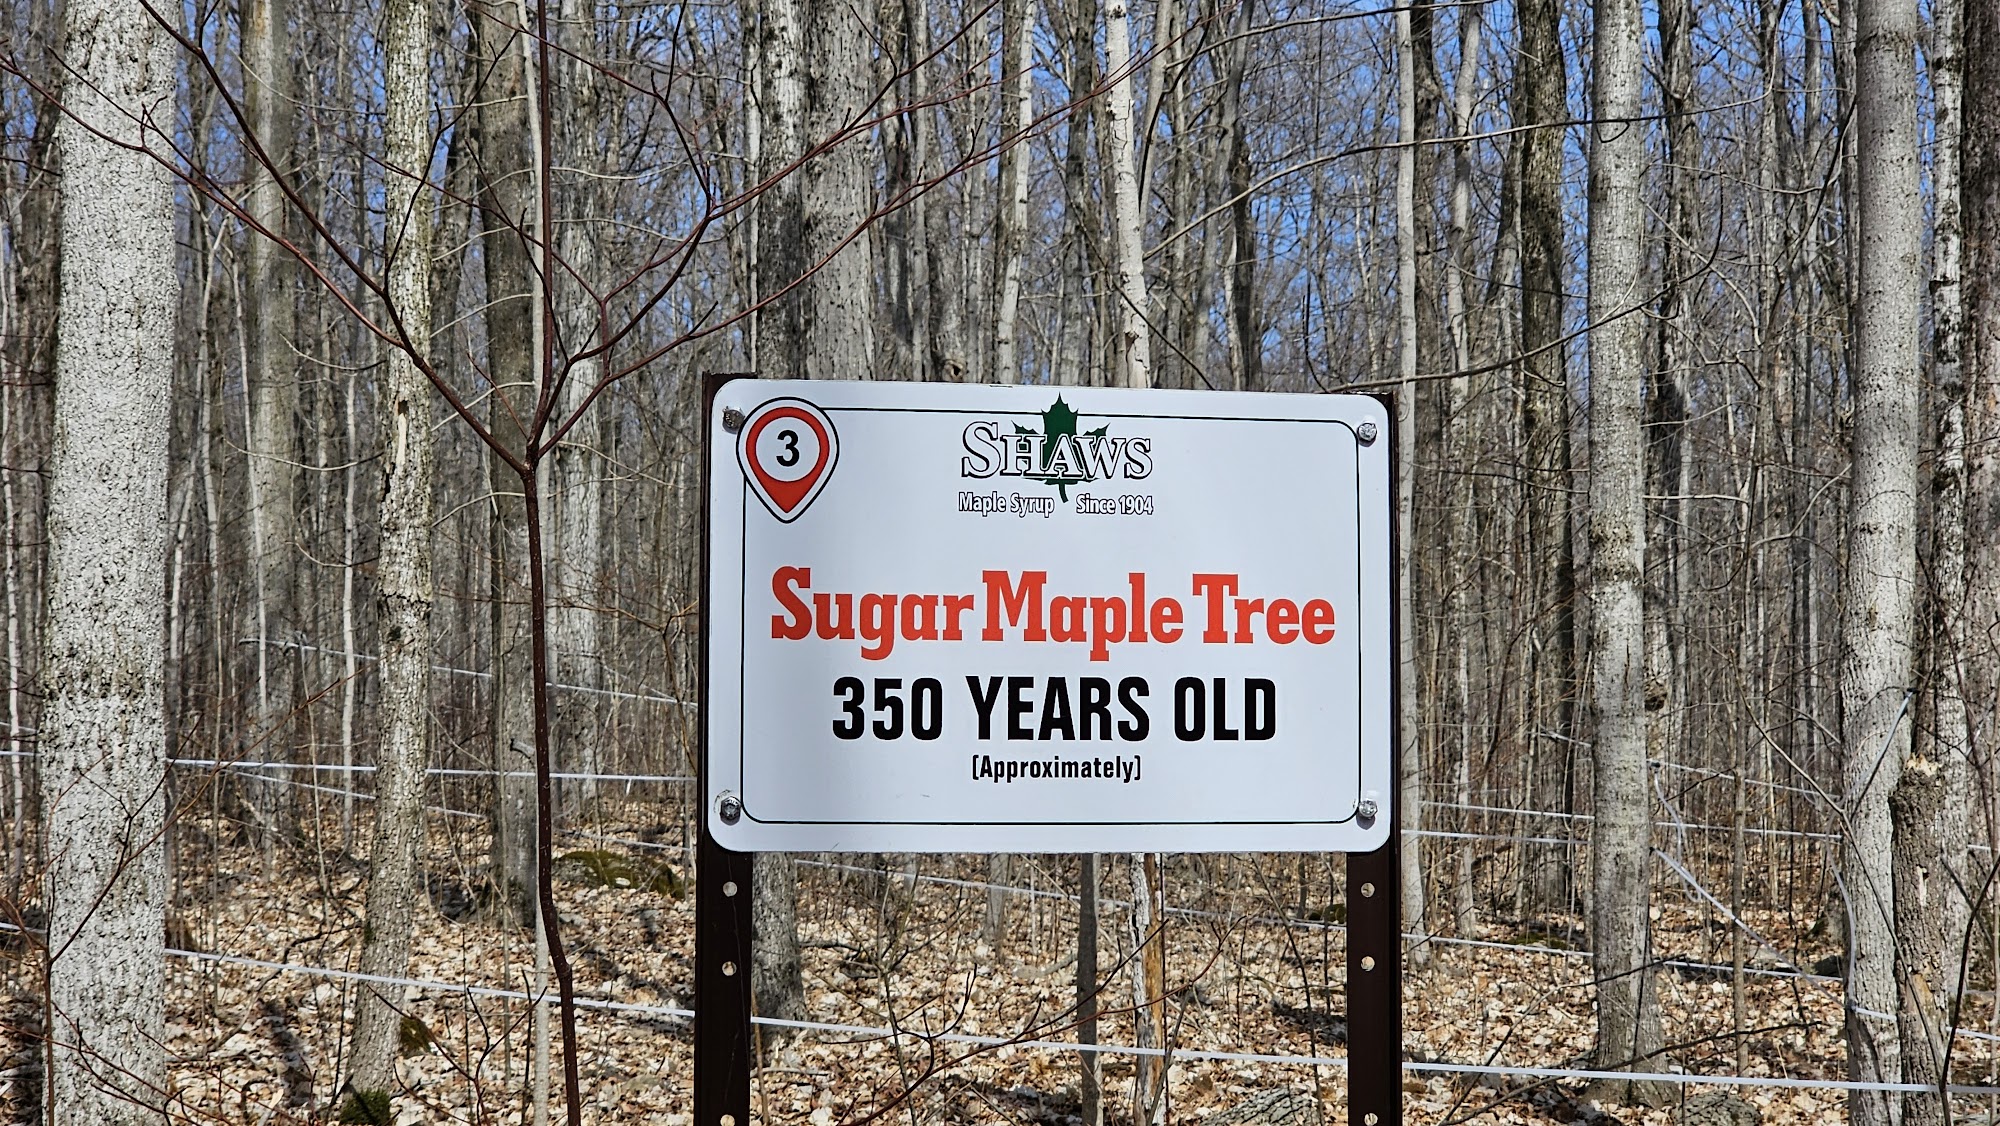 3
SHAWS
Maple Syrup Since 1904
Sugar Maple Tree
350 YEARS OLD
(Approximately)